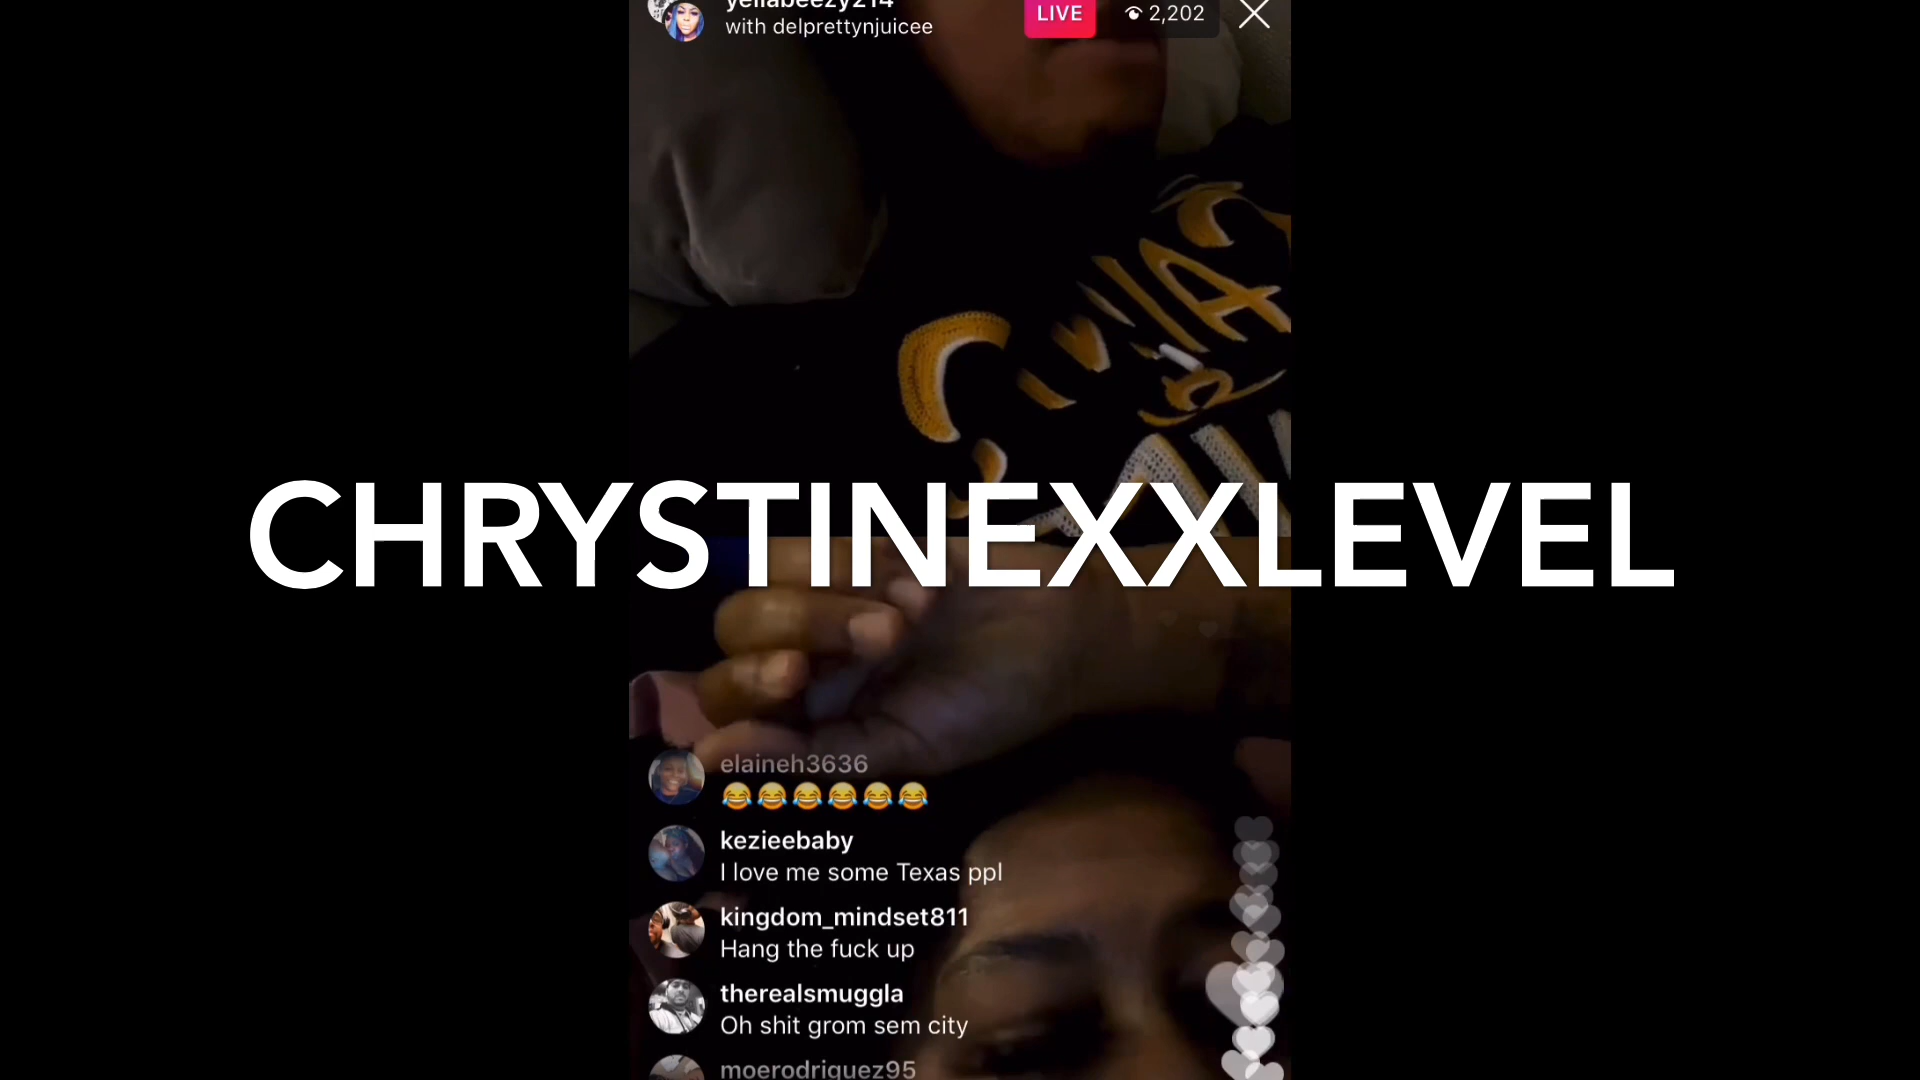 yellabeezy214
with delprettynjuicee
LIVE
2,202
CHRYSTINEXXLEVEL
elaineh3636
😂😂😂😂😂😂
kezieebaby
I love me some Texas ppl
kingdom_mindset811
Hang the fuck up
therealsmuggla
Oh shit grom sem city
moerodriguez95